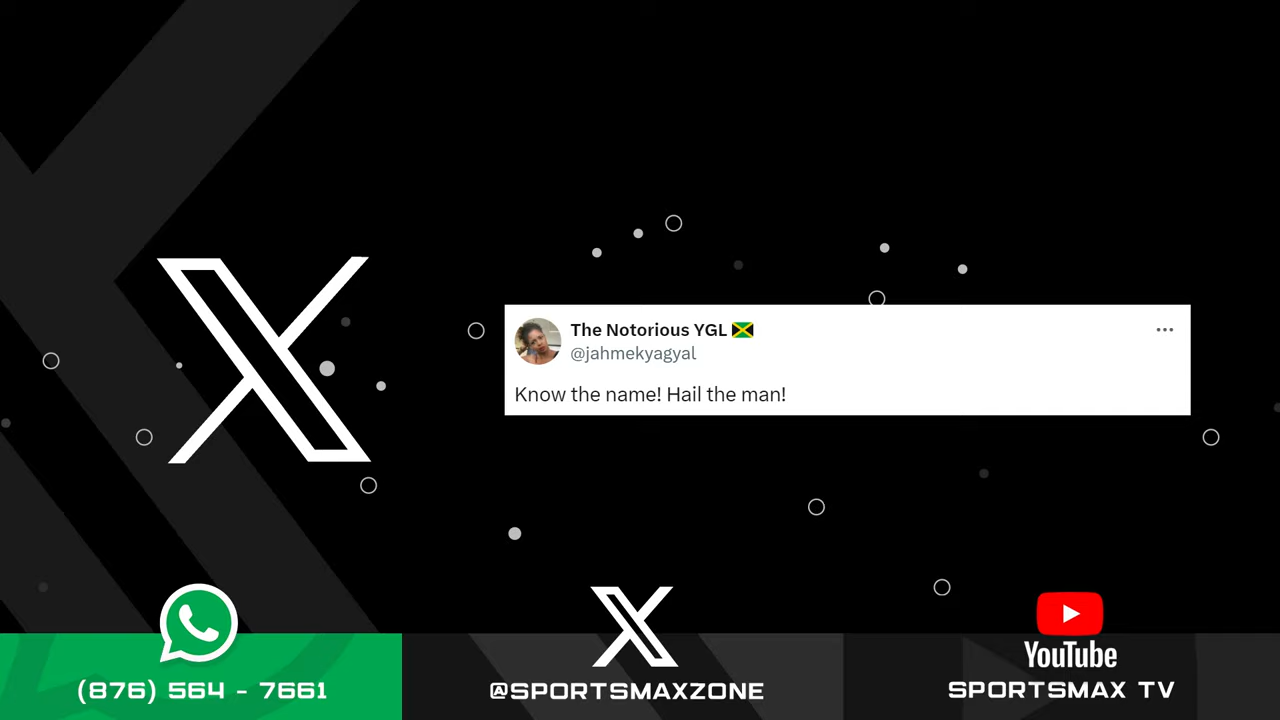 The Notorious YGL 🇯🇲
@jahmekyagyal
Know the name! Hail the man!
(876) 564 - 7661
@SPORTSMAXZONE
YouTube
SPORTSMAX TV